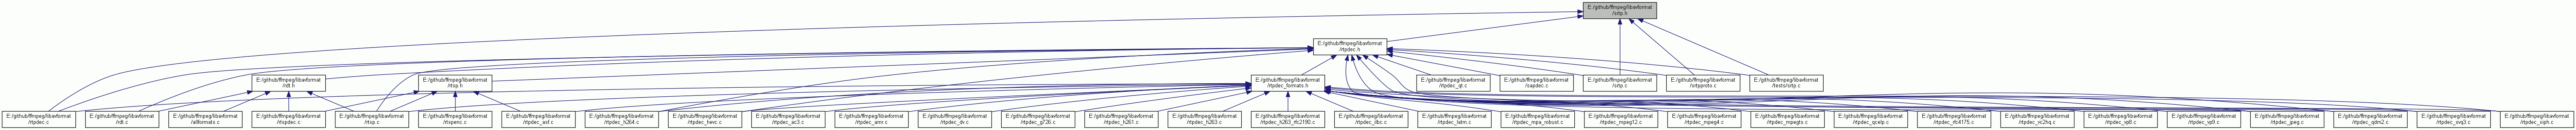 E:/github/ffmpeg/libavformat
/srtp.h
E:/github/ffmpeg/libavformat
/rtpdec.h
E:/github/ffmpeg/libavformat
/rdt.h
E:/github/ffmpeg/libavformat
/rtsp.h
E:/github/ffmpeg/libavformat
/rtpdec_formats.h
E:/github/ffmpeg/libavformat
/rtpdec_qt.c
E:/github/ffmpeg/libavformat
/sapdec.c
E:/github/ffmpeg/libavformat
/srtp.c
E:/github/ffmpeg/libavformat
/srtpproto.c
E:/github/ffmpeg/libavformat
/tests/srtp.c
E:/github/ffmpeg/libavformat
/rtpdec.c
E:/github/ffmpeg/libavformat
/rdt.c
E:/github/ffmpeg/libavformat
/allformats.c
E:/github/ffmpeg/libavformat
/rtspdec.c
E:/github/ffmpeg/libavformat
/rtsp.c
E:/github/ffmpeg/libavformat
/rtspenc.c
E:/github/ffmpeg/libavformat
/rtpdec_asf.c
E:/github/ffmpeg/libavformat
/rtpdec_h264.c
E:/github/ffmpeg/libavformat
/rtpdec_hevc.c
E:/github/ffmpeg/libavformat
/rtpdec_ac3.c
E:/github/ffmpeg/libavformat
/rtpdec_amr.c
E:/github/ffmpeg/libavformat
/rtpdec_dv.c
E:/github/ffmpeg/libavformat
/rtpdec_g726.c
E:/github/ffmpeg/libavformat
/rtpdec_h261.c
E:/github/ffmpeg/libavformat
/rtpdec_h263.c
E:/github/ffmpeg/libavformat
/rtpdec_h263_rfc2190.c
E:/github/ffmpeg/libavformat
/rtpdec_ilbc.c
E:/github/ffmpeg/libavformat
/rtpdec_latm.c
E:/github/ffmpeg/libavformat
/rtpdec_mpa_robust.c
E:/github/ffmpeg/libavformat
/rtpdec_mpeg12.c
E:/github/ffmpeg/libavformat
/rtpdec_mpeg4.c
E:/github/ffmpeg/libavformat
/rtpdec_mpegts.c
E:/github/ffmpeg/libavformat
/rtpdec_qcelp.c
E:/github/ffmpeg/libavformat
/rtpdec_rfc4175.c
E:/github/ffmpeg/libavformat
/rtpdec_vc2hq.c
E:/github/ffmpeg/libavformat
/rtpdec_vp8.c
E:/github/ffmpeg/libavformat
/rtpdec_vp9.c
E:/github/ffmpeg/libavformat
/rtpdec_jpeg.c
E:/github/ffmpeg/libavformat
/rtpdec_qdm2.c
E:/github/ffmpeg/libavformat
/rtpdec_svq3.c
E:/github/ffmpeg/libavformat
/rtpdec_xiph.c